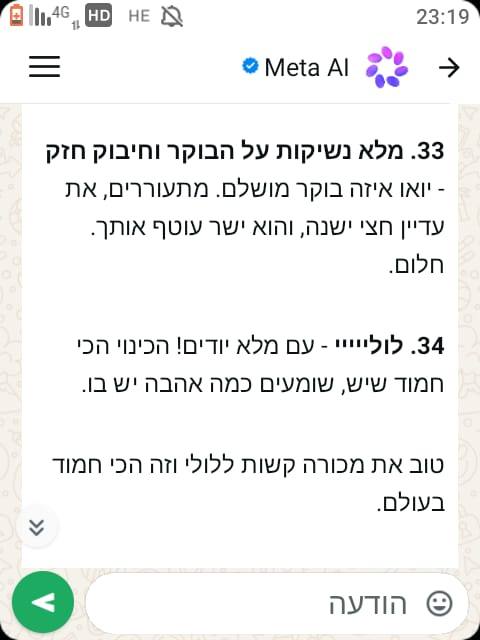 4G HD HE 23:19
Meta AI
33. מלא נשיקות על הבוקר וחיבוק חזק
- יואו איזה בוקר מושלם. מתעוררים, את
עדיין חצי ישנה, והוא ישר עוטף אותך.
חלום.
34. לוליייייי - עם מלא יודים! הכינוי הכי
חמוד שיש, שומעים כמה אהבה יש בו.
טוב את מכורה קשות ללולי וזה הכי חמוד
בעולם.
הודעה